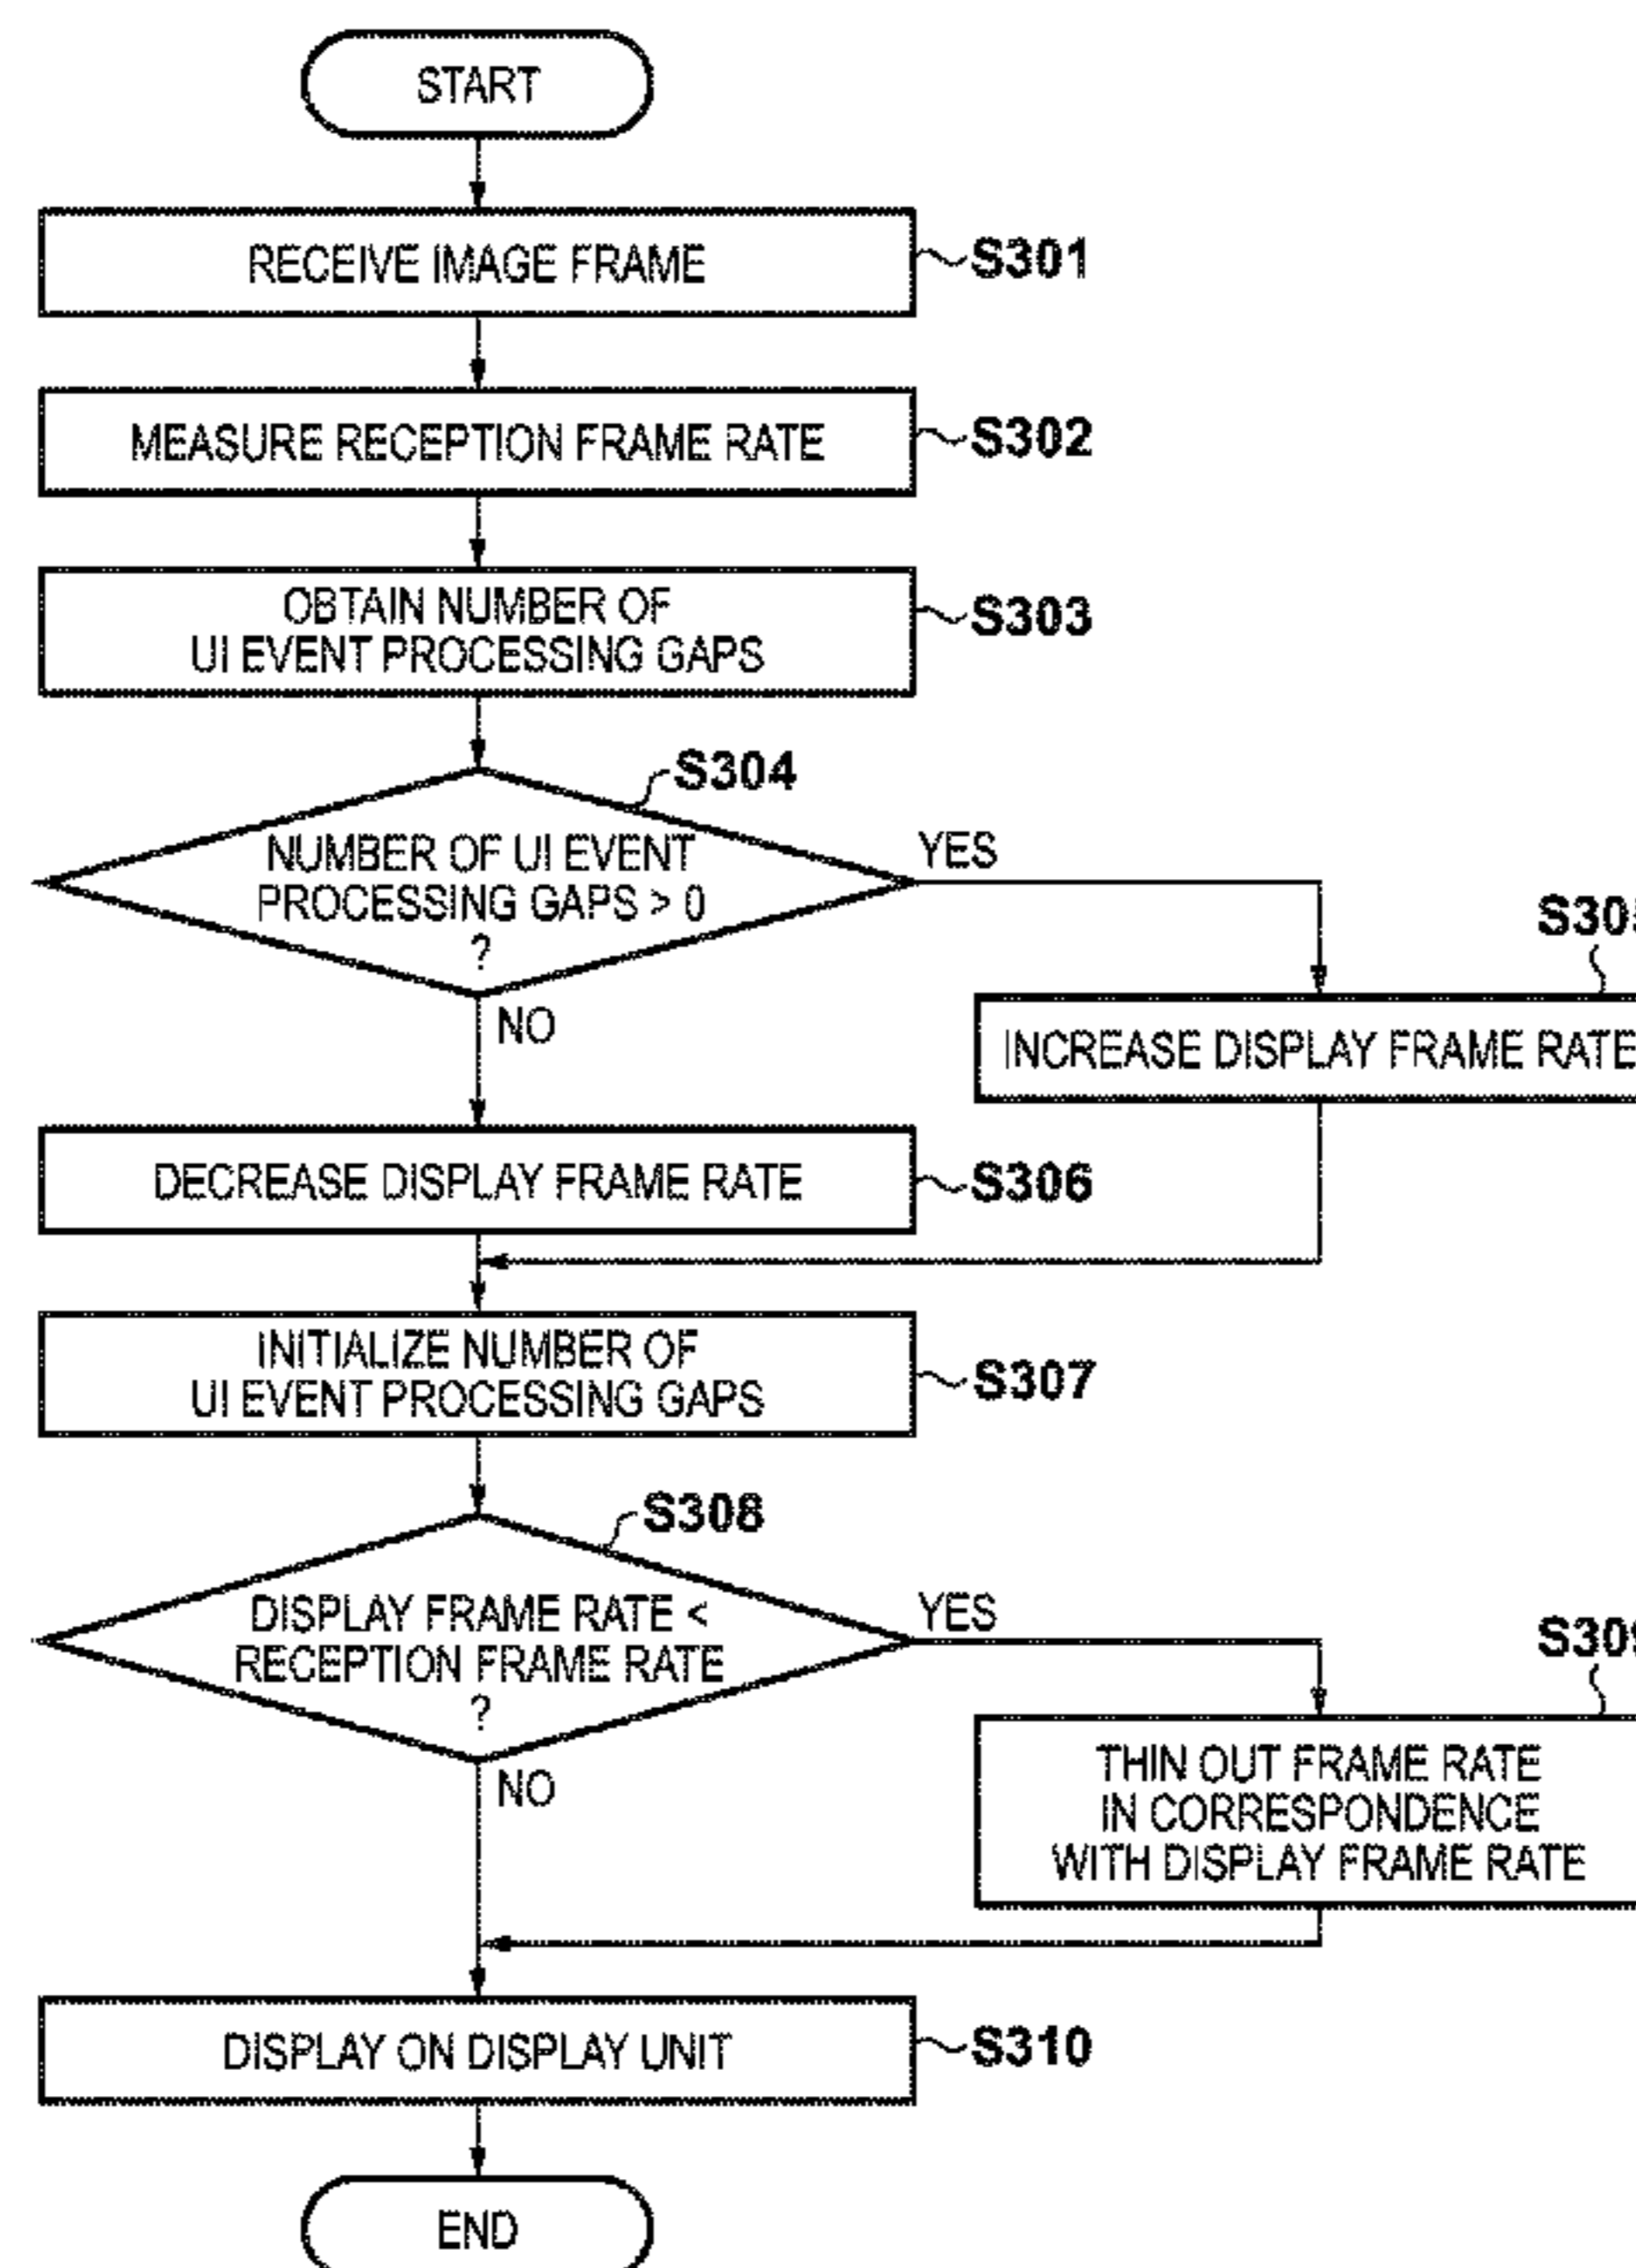 START
RECEIVE IMAGE FRAME
S301
MEASURE RECEPTION FRAME RATE
S302
OBTAIN NUMBER OF
UI EVENT PROCESSING GAPS
S303
S304
NUMBER OF UI EVENT
PROCESSING GAPS > 0
?
YES
NO
S305
INCREASE DISPLAY FRAME RATE
DECREASE DISPLAY FRAME RATE
S306
INITIALIZE NUMBER OF
UI EVENT PROCESSING GAPS
S307
S308
DISPLAY FRAME RATE <
RECEPTION FRAME RATE
?
YES
NO
S309
THIN OUT FRAME RATE
IN CORRESPONDENCE
WITH DISPLAY FRAME RATE
DISPLAY ON DISPLAY UNIT
S310
END